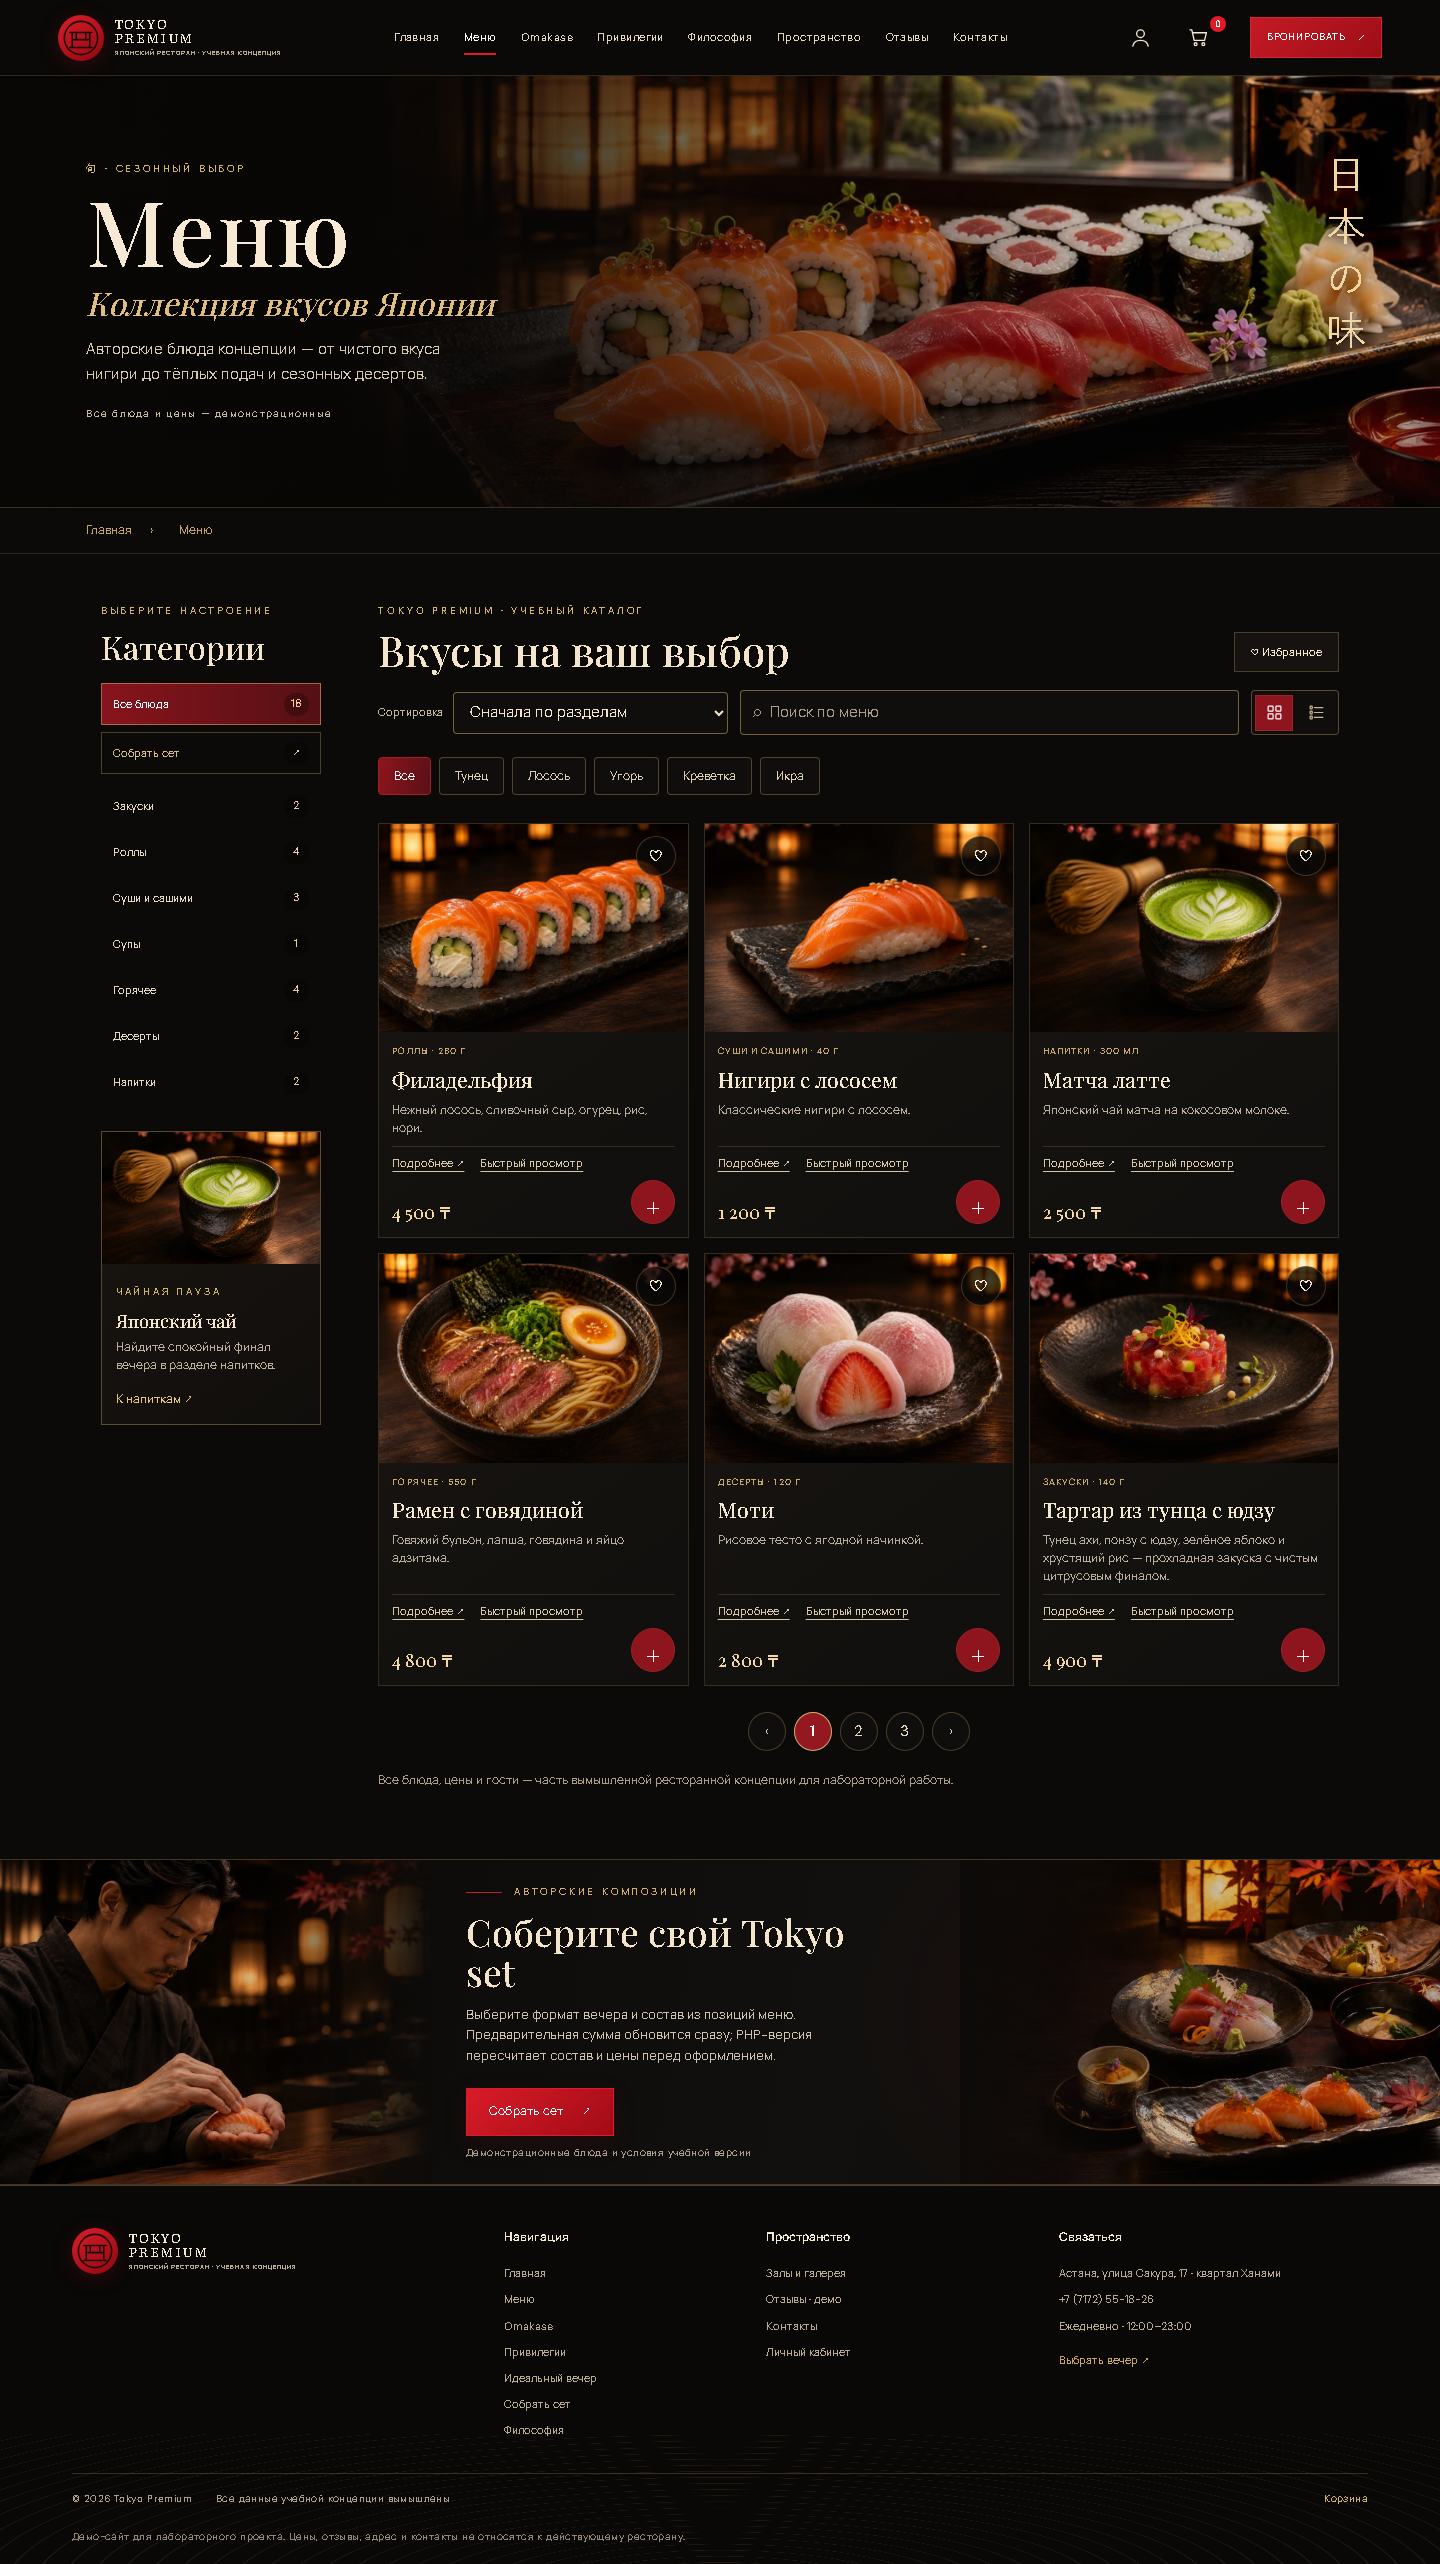 TOKYO
PREMIUM
ЯПОНСКИЙ РЕСТОРАН · УЧЕБНАЯ КОНЦЕПЦИЯ
Главная Меню Omakase Привилегии Философия Пространство Отзывы Контакты
0
БРОНИРОВАТЬ ↗
旬 · СЕЗОННЫЙ ВЫБОР
Меню
Коллекция вкусов Японии
Авторские блюда концепции — от чистого вкуса
нигири до тёплых подач и сезонных десертов.
Все блюда и цены — демонстрационные
日
本
の
味
Главная › Меню
ВЫБЕРИТЕ НАСТРОЕНИЕ
Категории
Все блюда 18
Собрать сет ↗
Закуски 2
Роллы 4
Суши и сашими 3
Супы 1
Горячее 4
Десерты 2
Напитки 2
ЧАЙНАЯ ПАУЗА
Японский чай
Найдите спокойный финал
вечера в разделе напитков.
К напиткам ↗
TOKYO PREMIUM · УЧЕБНЫЙ КАТАЛОГ
Вкусы на ваш выбор
♡ Избранное
Сортировка Сначала по разделам ⌕ Поиск по меню
Все Тунец Лосось Угорь Креветка Икра
РОЛЛЫ · 280 Г
Филадельфия
Нежный лосось, сливочный сыр, огурец, рис,
нори.
Подробнее ↗ Быстрый просмотр
4 500 ₸ +
СУШИ И САШИМИ · 40 Г
Нигири с лососем
Классические нигири с лососем.
Подробнее ↗ Быстрый просмотр
1 200 ₸ +
НАПИТКИ · 300 МЛ
Матча латте
Японский чай матча на кокосовом молоке.
Подробнее ↗ Быстрый просмотр
2 500 ₸ +
ГОРЯЧЕЕ · 550 Г
Рамен с говядиной
Говяжий бульон, лапша, говядина и яйцо
адзитама.
Подробнее ↗ Быстрый просмотр
4 800 ₸ +
ДЕСЕРТЫ · 120 Г
Моти
Рисовое тесто с ягодной начинкой.
Подробнее ↗ Быстрый просмотр
2 800 ₸ +
ЗАКУСКИ · 140 Г
Тартар из тунца с юдзу
Тунец ахи, понзу с юдзу, зелёное яблоко и
хрустящий рис — прохладная закуска с чистым
цитрусовым финалом.
Подробнее ↗ Быстрый просмотр
4 900 ₸ +
‹ 1 2 3 ›
Все блюда, цены и гости — часть вымышленной ресторанной концепции для лабораторной работы.
АВТОРСКИЕ КОМПОЗИЦИИ
Соберите свой Tokyo
set
Выберите формат вечера и состав из позиций меню.
Предварительная сумма обновится сразу; PHP-версия
пересчитает состав и цены перед оформлением.
Собрать сет ↗
Демонстрационные блюда и условия учебной версии
TOKYO
PREMIUM
ЯПОНСКИЙ РЕСТОРАН · УЧЕБНАЯ КОНЦЕПЦИЯ
Навигация
Главная
Меню
Omakase
Привилегии
Идеальный вечер
Собрать сет
Философия
Пространство
Залы и галерея
Отзывы · демо
Контакты
Личный кабинет
Связаться
Астана, улица Сакура, 17 · квартал Ханами
+7 (7172) 55-18-26
Ежедневно · 12:00–23:00
Выбрать вечер ↗
© 2026 Tokyo Premium Все данные учебной концепции вымышлены Корзина
Демо-сайт для лабораторного проекта. Цены, отзывы, адрес и контакты не относятся к действующему ресторану.